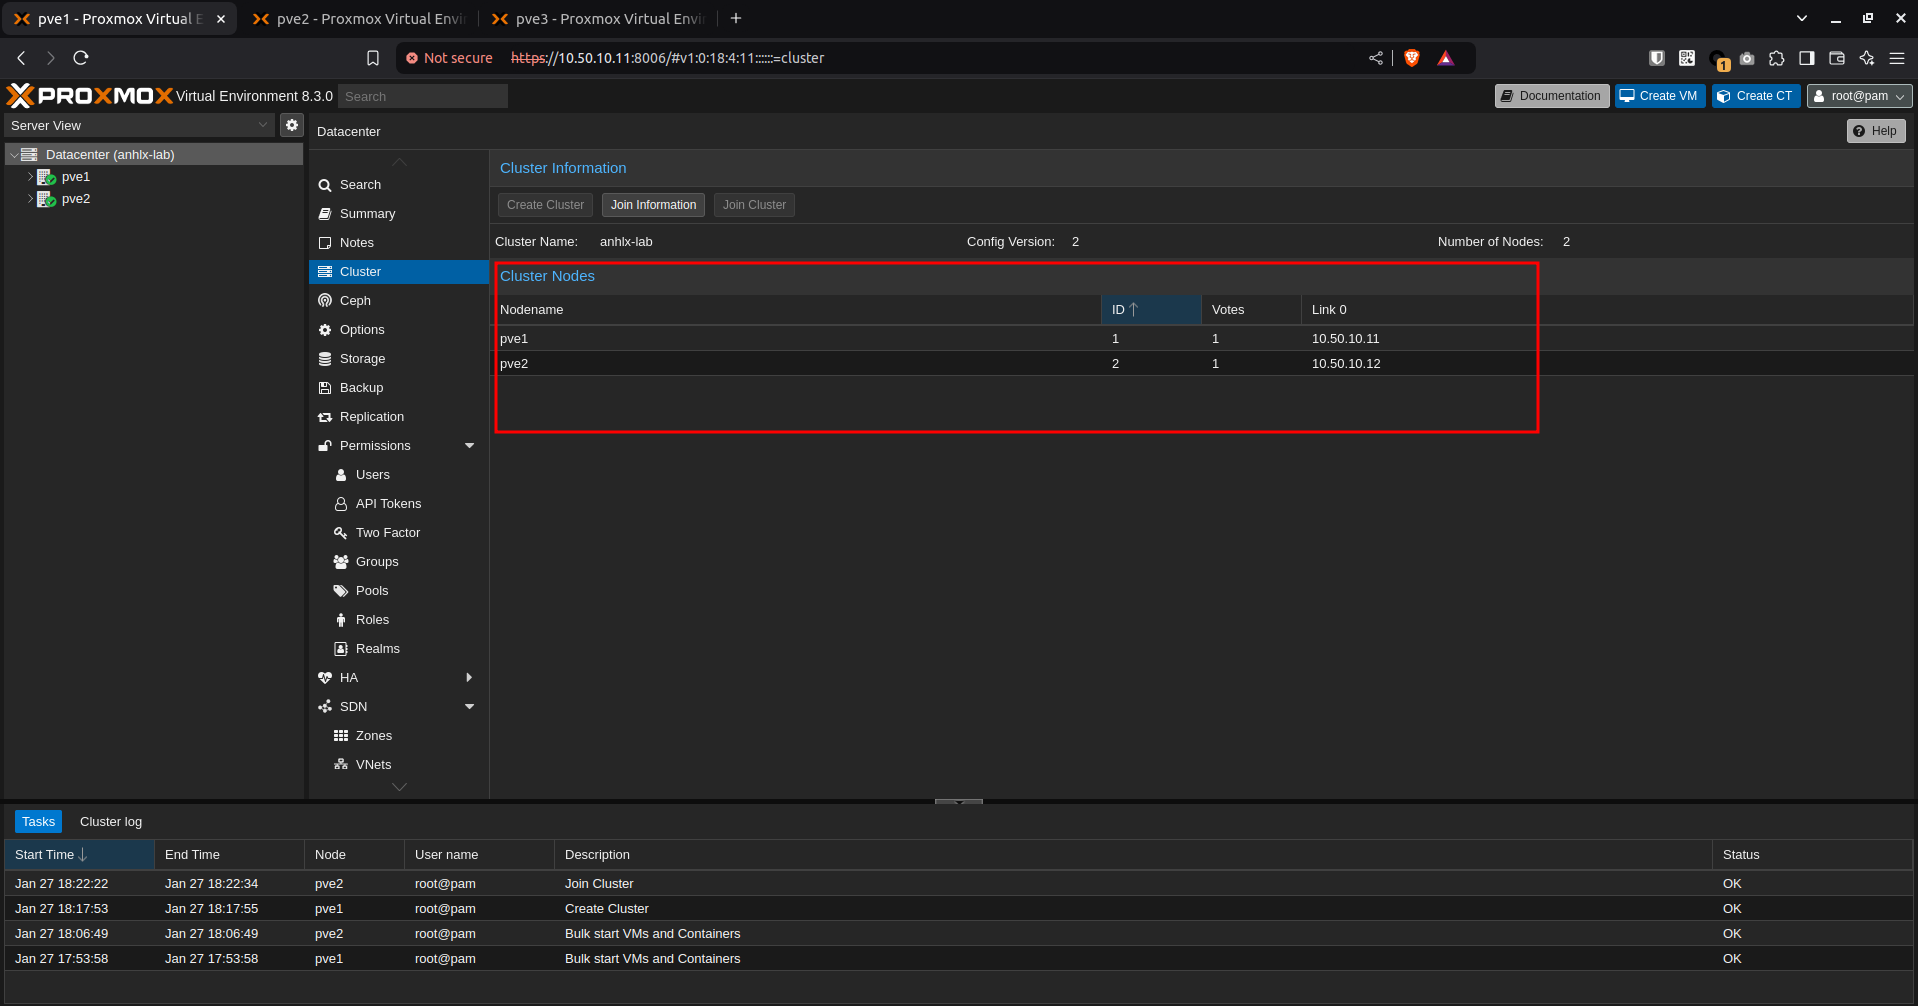 pve1 - Proxmox Virtual E
pve2 - Proxmox Virtual Envi
pve3 - Proxmox Virtual Envi
Not secure https://10.50.10.11:8006/#v1:0:18:4:11::::::=cluster
1
PROXMOX Virtual Environment 8.3.0 Search
Documentation Create VM Create CT root@pam
Server View
Datacenter
Help
Datacenter (anhlx-lab)
pve1
pve2
Search
Summary
Notes
Cluster
Ceph
Options
Storage
Backup
Replication
Permissions
Users
API Tokens
Two Factor
Groups
Pools
Roles
Realms
HA
SDN
Zones
VNets
Cluster Information
Create Cluster Join Information Join Cluster
Cluster Name: anhlx-lab Config Version: 2 Number of Nodes: 2
Cluster Nodes
Nodename ID Votes Link 0
pve1 1 1 10.50.10.11
pve2 2 1 10.50.10.12
Tasks Cluster log
Start Time End Time Node User name Description Status
Jan 27 18:22:22 Jan 27 18:22:34 pve2 root@pam Join Cluster OK
Jan 27 18:17:53 Jan 27 18:17:55 pve1 root@pam Create Cluster OK
Jan 27 18:06:49 Jan 27 18:06:49 pve2 root@pam Bulk start VMs and Containers OK
Jan 27 17:53:58 Jan 27 17:53:58 pve1 root@pam Bulk start VMs and Containers OK